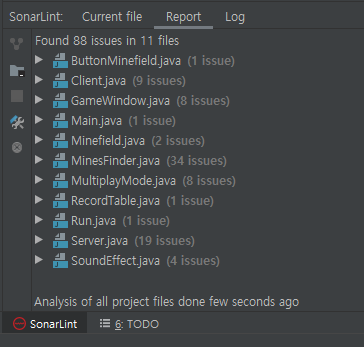 SonarLint: Current file Report Log
Found 88 issues in 11 files
ButtonMinefield.java (1 issue)
Client.java (9 issues)
GameWindow.java (8 issues)
Main.java (1 issue)
Minefield.java (2 issues)
MinesFinder.java (34 issues)
MultiplayMode.java (8 issues)
RecordTable.java (1 issue)
Run.java (1 issue)
Server.java (19 issues)
SoundEffect.java (4 issues)
Analysis of all project files done few seconds ago
SonarLint 6: TODO